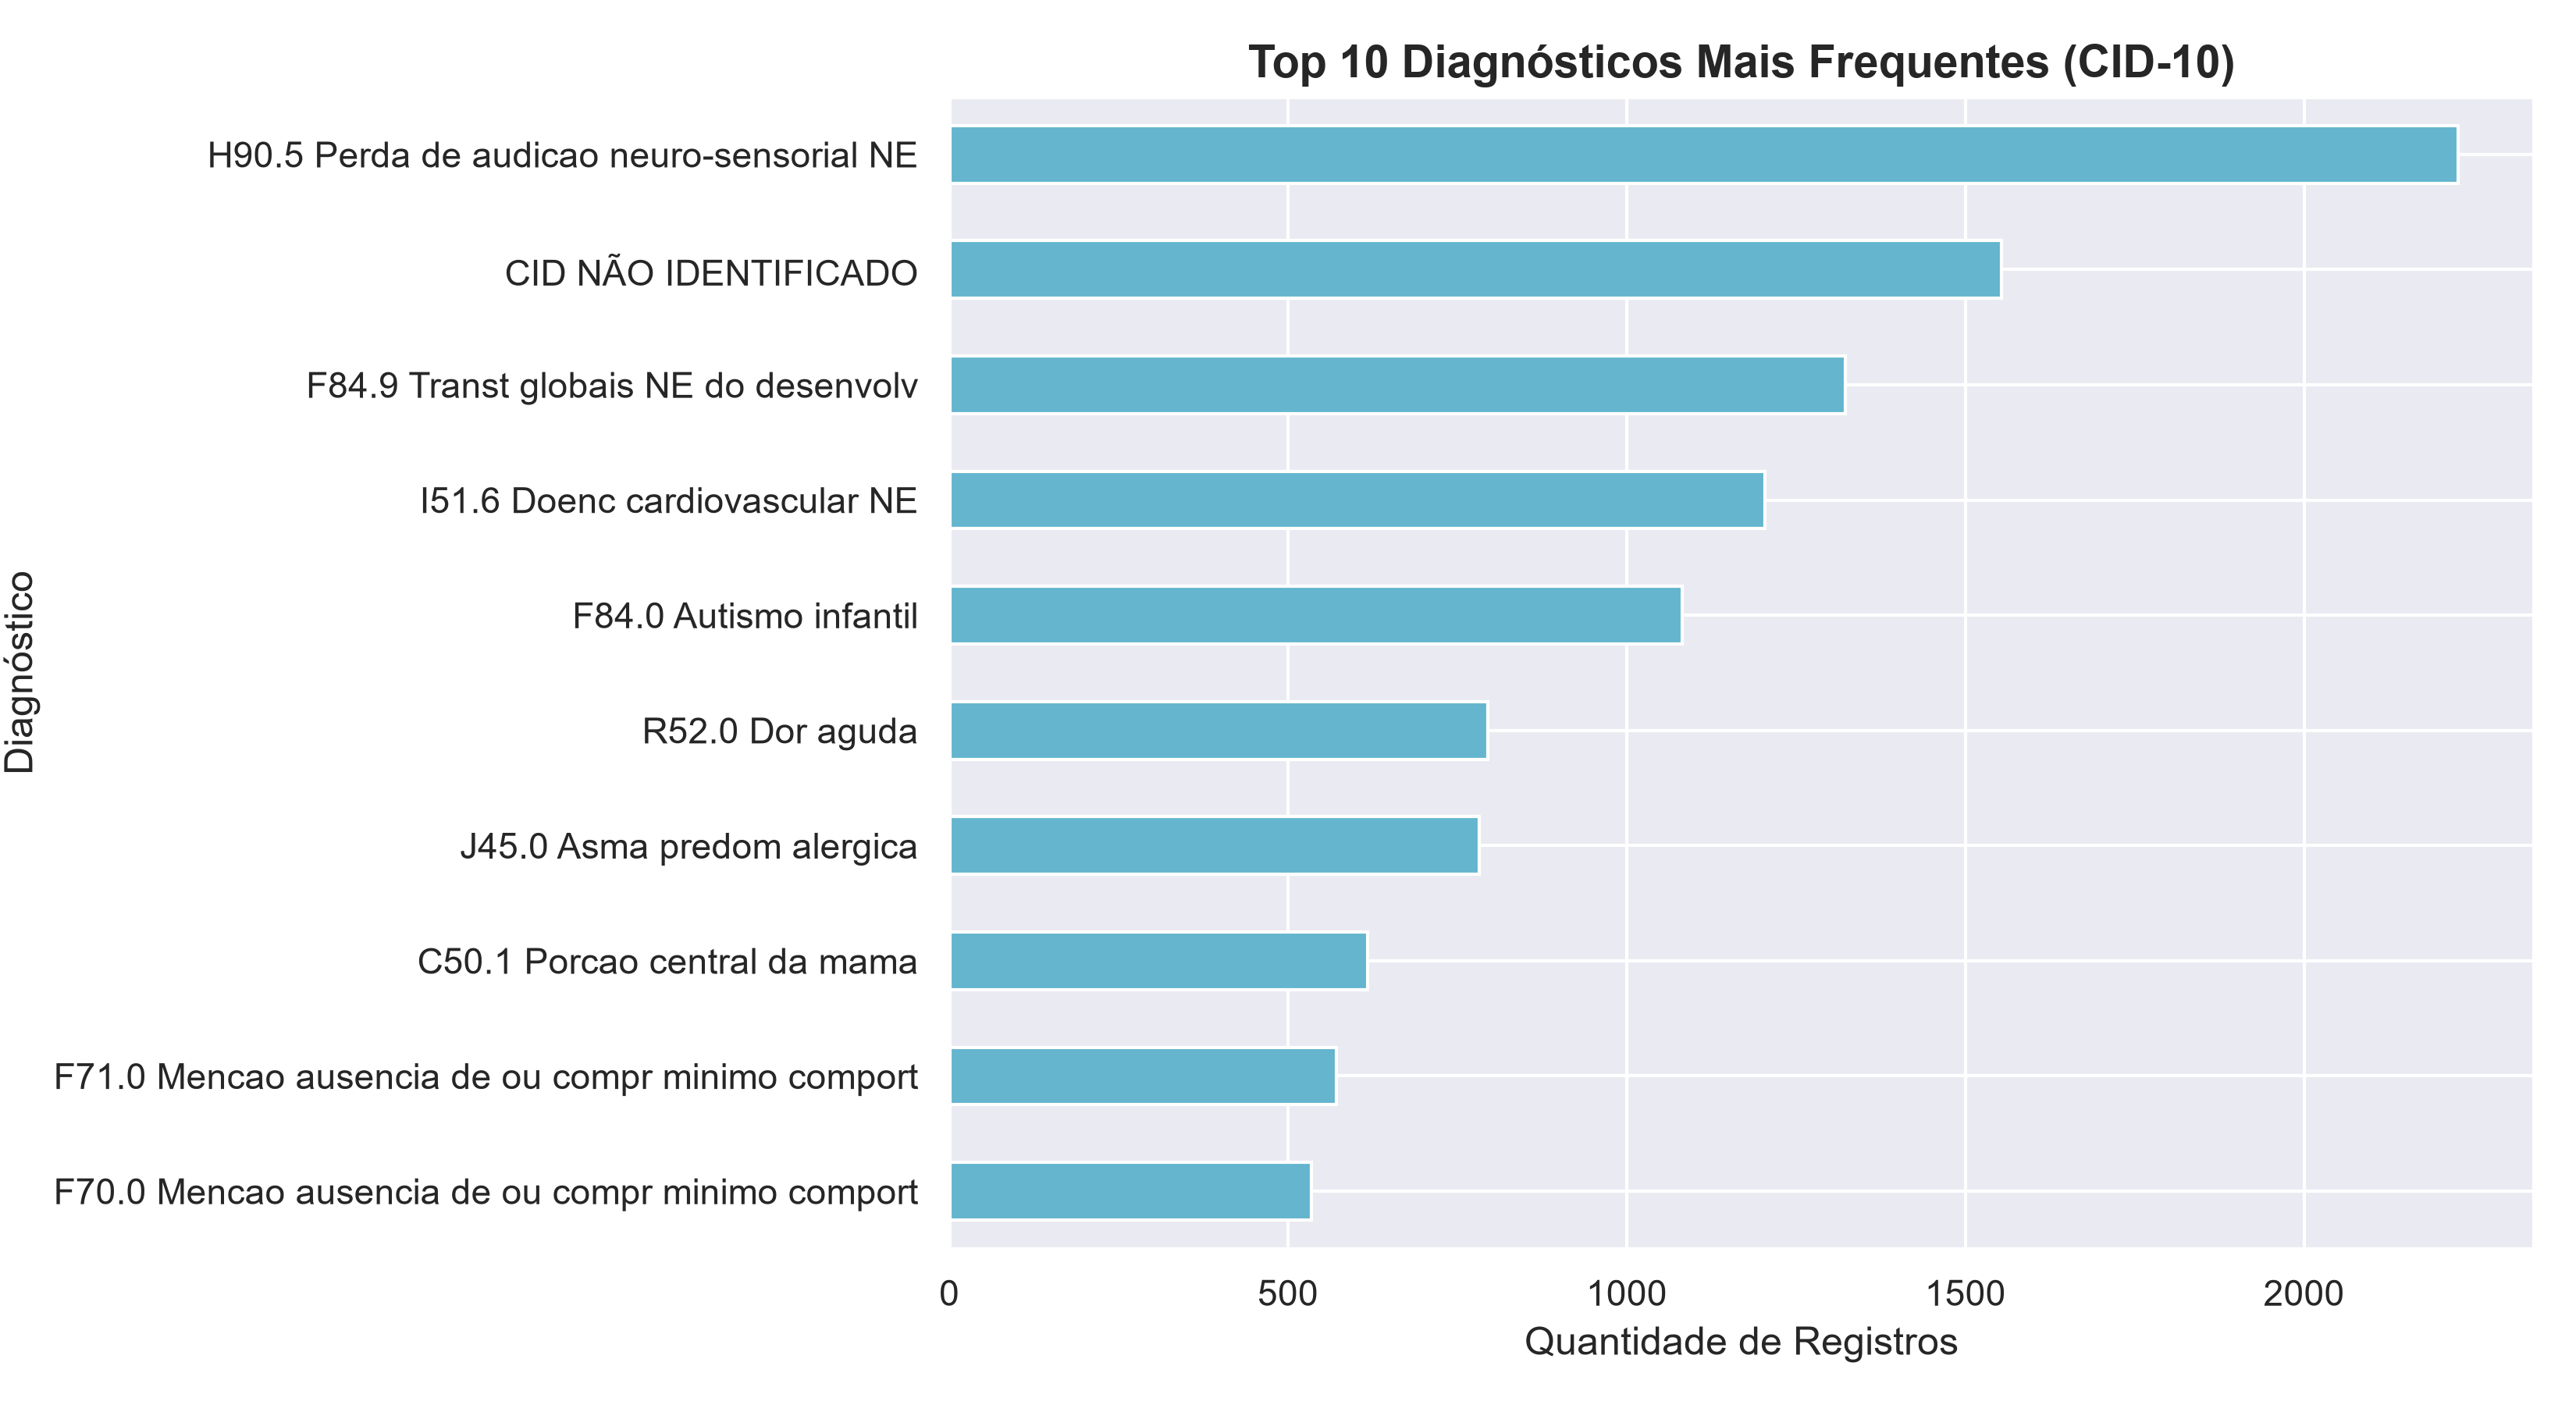 Top 10 Diagnósticos Mais Frequentes (CID-10)
Diagnóstico
H90.5 Perda de audicao neuro-sensorial NE
CID NÃO IDENTIFICADO
F84.9 Transt globais NE do desenvolv
I51.6 Doenc cardiovascular NE
F84.0 Autismo infantil
R52.0 Dor aguda
J45.0 Asma predom alergica
C50.1 Porcao central da mama
F71.0 Mencao ausencia de ou compr minimo comport
F70.0 Mencao ausencia de ou compr minimo comport
0 500 1000 1500 2000
Quantidade de Registros